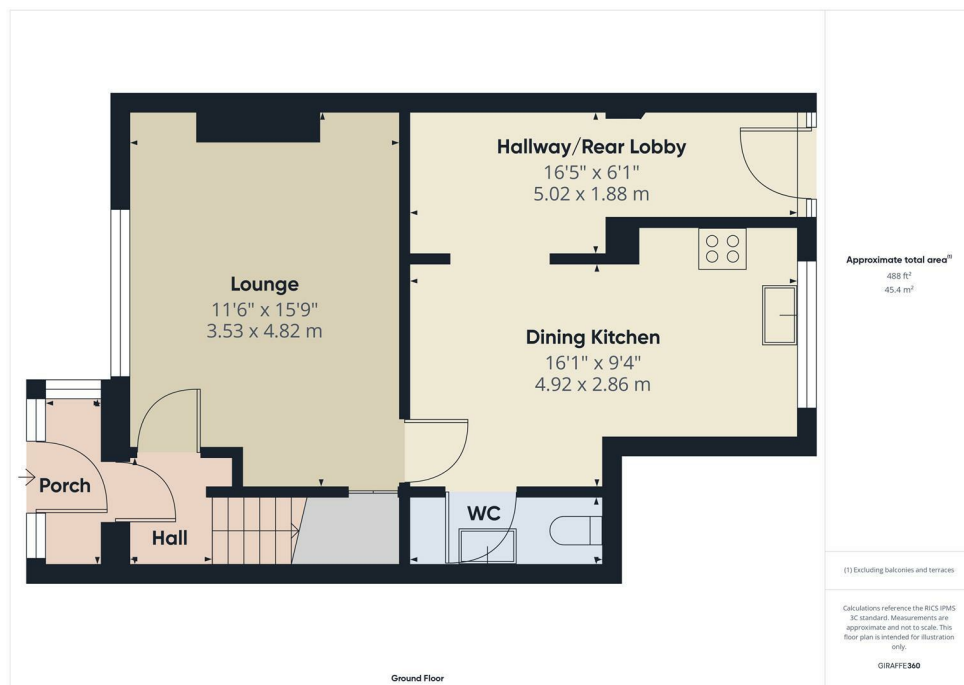 Hallway/Rear Lobby
16'5" x 6'1"
5.02 x 1.88 m
Lounge
11'6" x 15'9"
3.53 x 4.82 m
Dining Kitchen
16'1" x 9'4"
4.92 x 2.86 m
Porch
Hall
WC
Ground Floor
Approximate total area(1)
488 ft²
45.4 m²
(1) Excluding balconies and terraces
Calculations reference the RICS IPMS
3C standard. Measurements are
approximate and not to scale. This
floor plan is intended for illustration
only.
GIRAFFE360